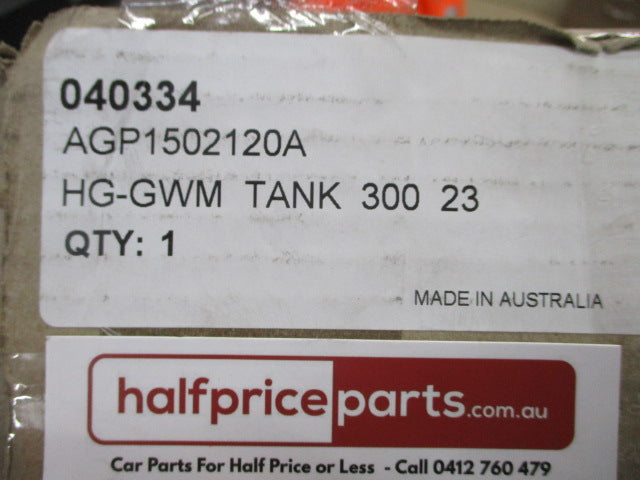 040334
AGP1502120A
HG-GWM TANK 300 23
QTY: 1
MADE IN AUSTRALIA
halfpriceparts.com.au
Car Parts For Half Price or Less - Call 0412 760 479